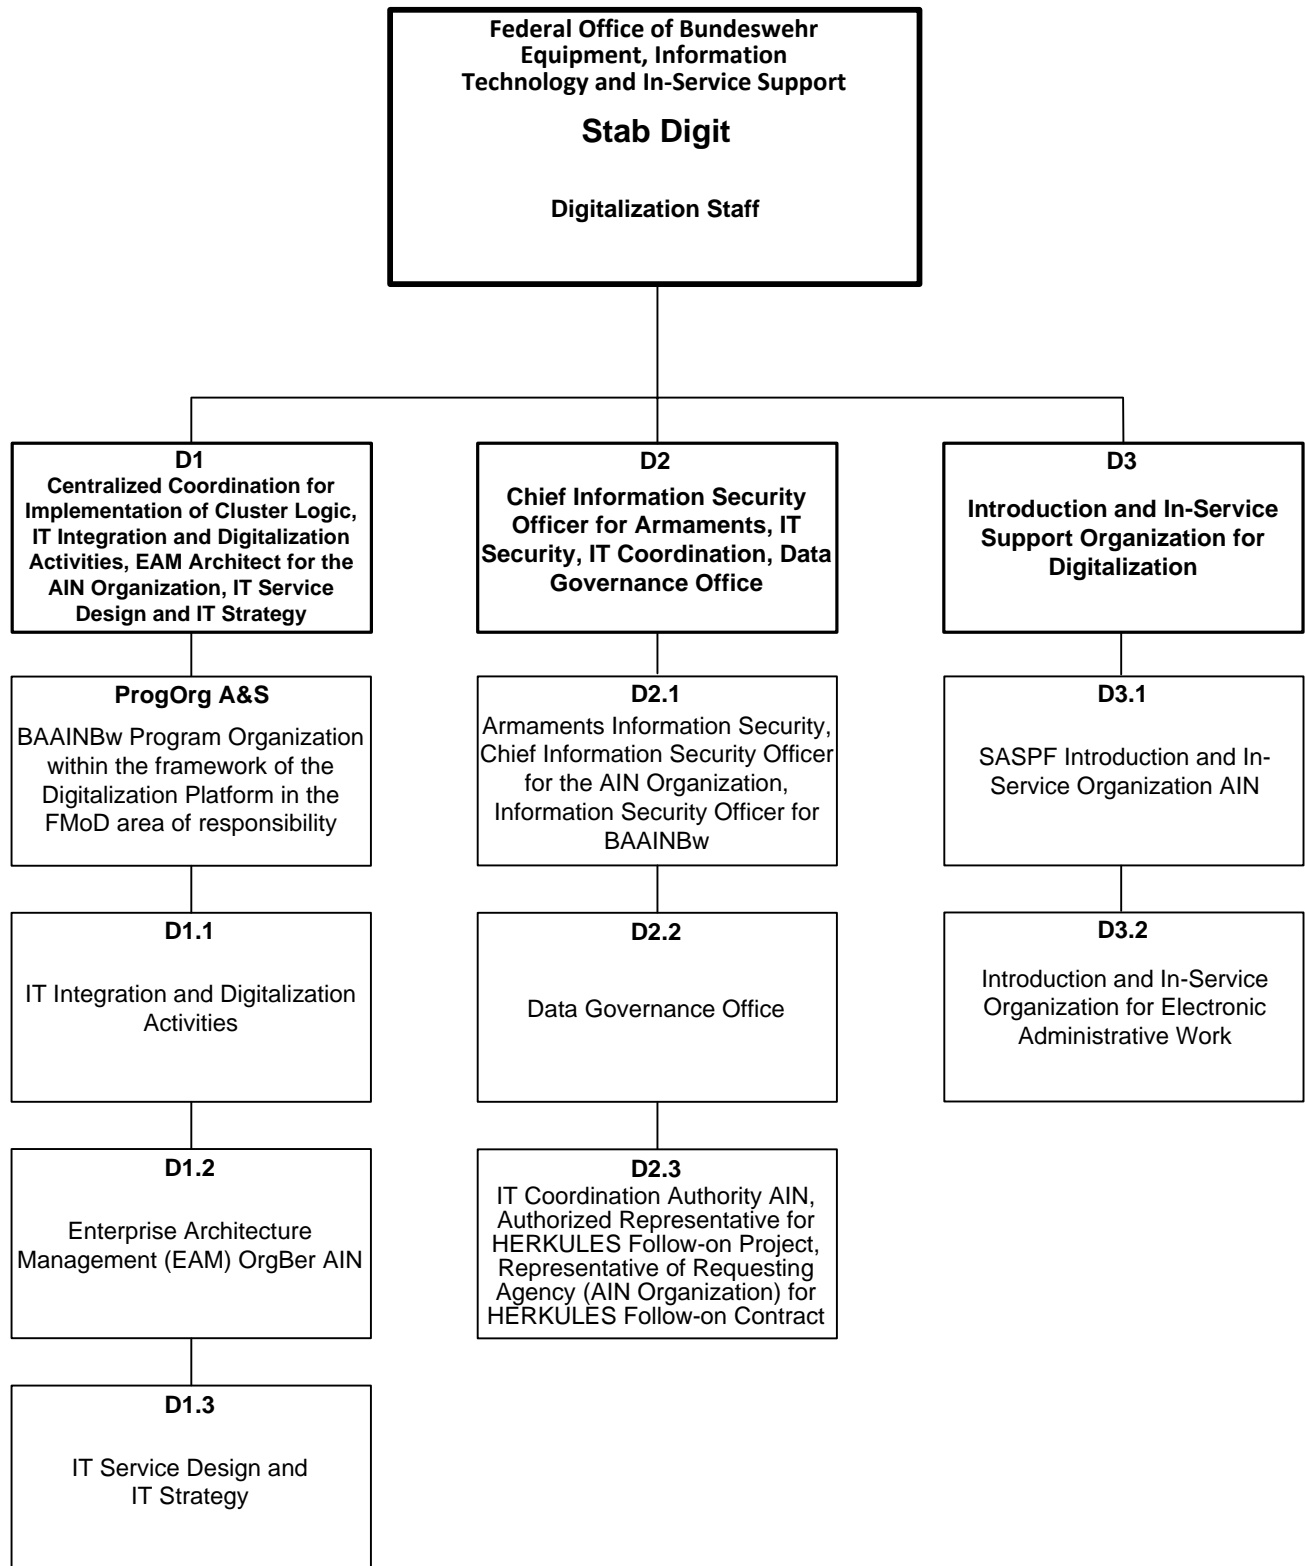 Federal Office of Bundeswehr
Equipment, Information
Technology and In-Service Support
Stab Digit
Digitalization Staff
D1
Centralized Coordination for
Implementation of Cluster Logic,
IT Integration and Digitalization
Activities, EAM Architect for the
AIN Organization, IT Service
Design and IT Strategy
ProgOrg A&S
BAAINBw Program Organization
within the framework of the
Digitalization Platform in the
FMoD area of responsibility
D1.1
IT Integration and Digitalization
Activities
D1.2
Enterprise Architecture
Management (EAM) OrgBer AIN
D1.3
IT Service Design and
IT Strategy
D2
Chief Information Security
Officer for Armaments, IT
Security, IT Coordination, Data
Governance Office
D2.1
Armaments Information Security,
Chief Information Security Officer
for the AIN Organization,
Information Security Officer for
BAAINBw
D2.2
Data Governance Office
D2.3
IT Coordination Authority AIN,
Authorized Representative for
HERKULES Follow-on Project,
Representative of Requesting
Agency (AIN Organization) for
HERKULES Follow-on Contract
D3
Introduction and In-Service
Support Organization for
Digitalization
D3.1
SASPF Introduction and In-
Service Organization AIN
D3.2
Introduction and In-Service
Organization for Electronic
Administrative Work